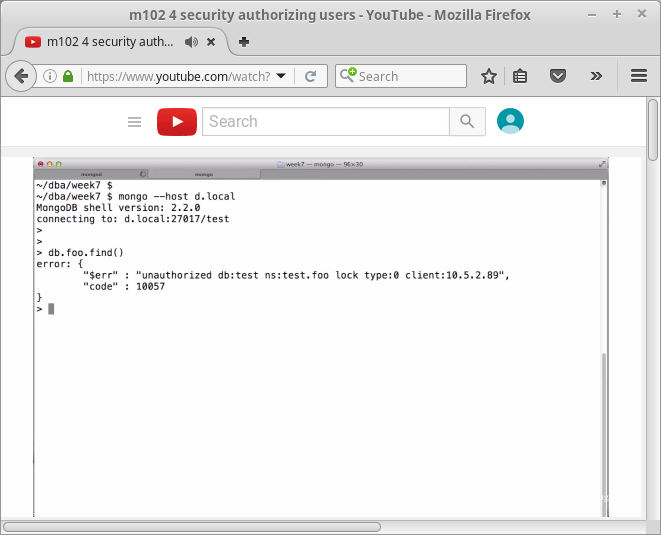 m102 4 security authorizing users - YouTube - Mozilla Firefox
m102 4 security auth...
https://www.youtube.com/watch?
Search
Search
week7 — mongo — 96×30
mongod
mongo
~/dba/week7 $
~/dba/week7 $ mongo --host d.local
MongoDB shell version: 2.2.0
connecting to: d.local:27017/test
>
>
> db.foo.find()
error: {
"$err" : "unauthorized db:test ns:test.foo lock type:0 client:10.5.2.89",
"code" : 10057
}
>